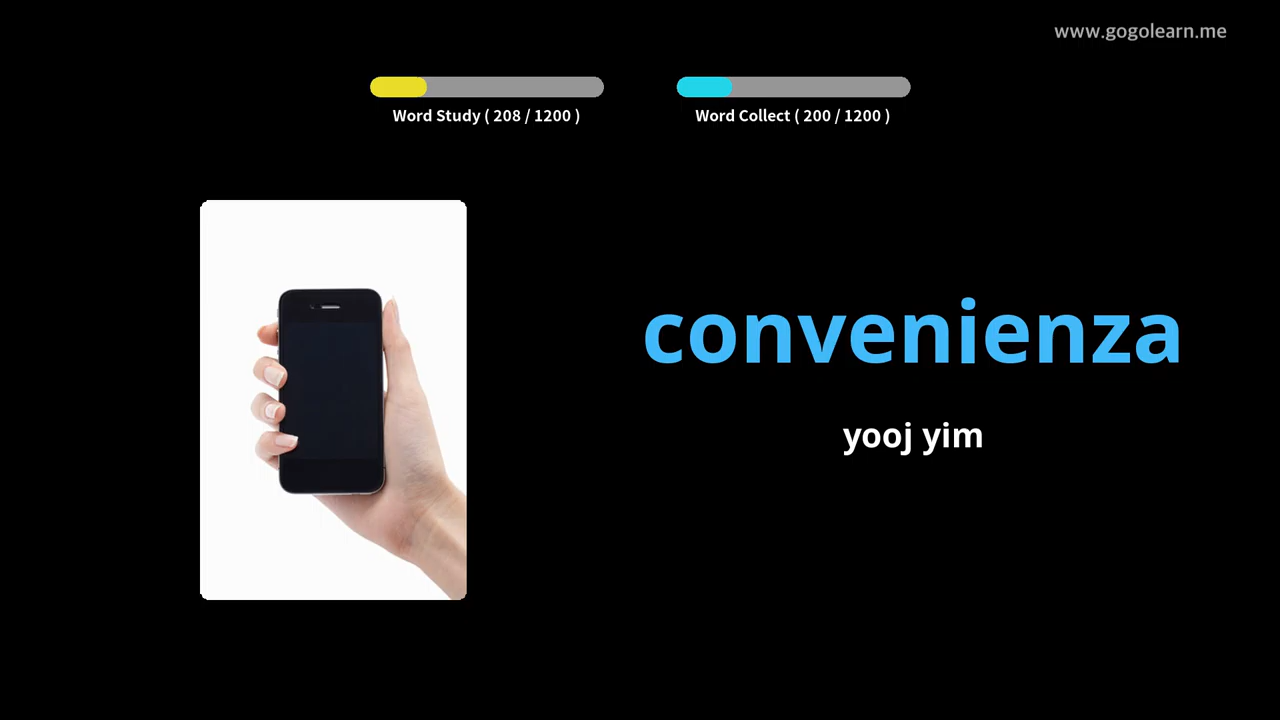 www.gogolearn.me
Word Study ( 208 / 1200 )
Word Collect ( 200 / 1200 )
convenienza
yooj yim